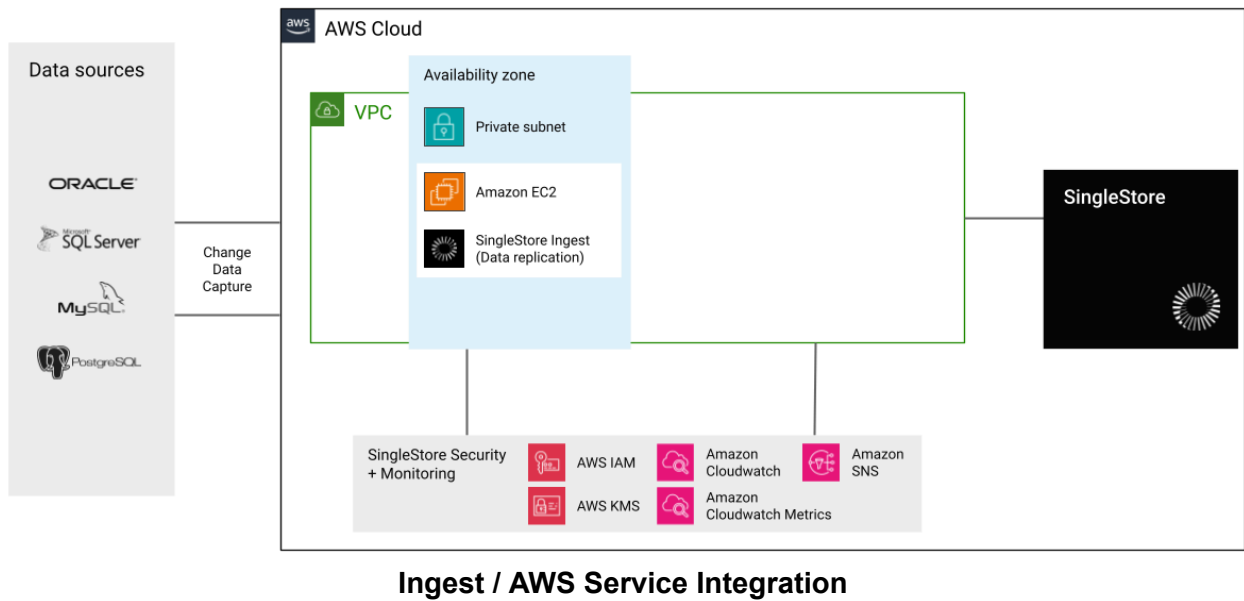 aws
AWS Cloud
Data sources
ORACLE
Microsoft
SQL Server
MySQL
PostgreSQL
Change
Data
Capture
VPC
Availability zone
Private subnet
Amazon EC2
SingleStore Ingest
(Data replication)
SingleStore
SingleStore Security
+ Monitoring
AWS IAM
AWS KMS
Amazon
Cloudwatch
Amazon
Cloudwatch Metrics
Amazon
SNS
Ingest / AWS Service Integration